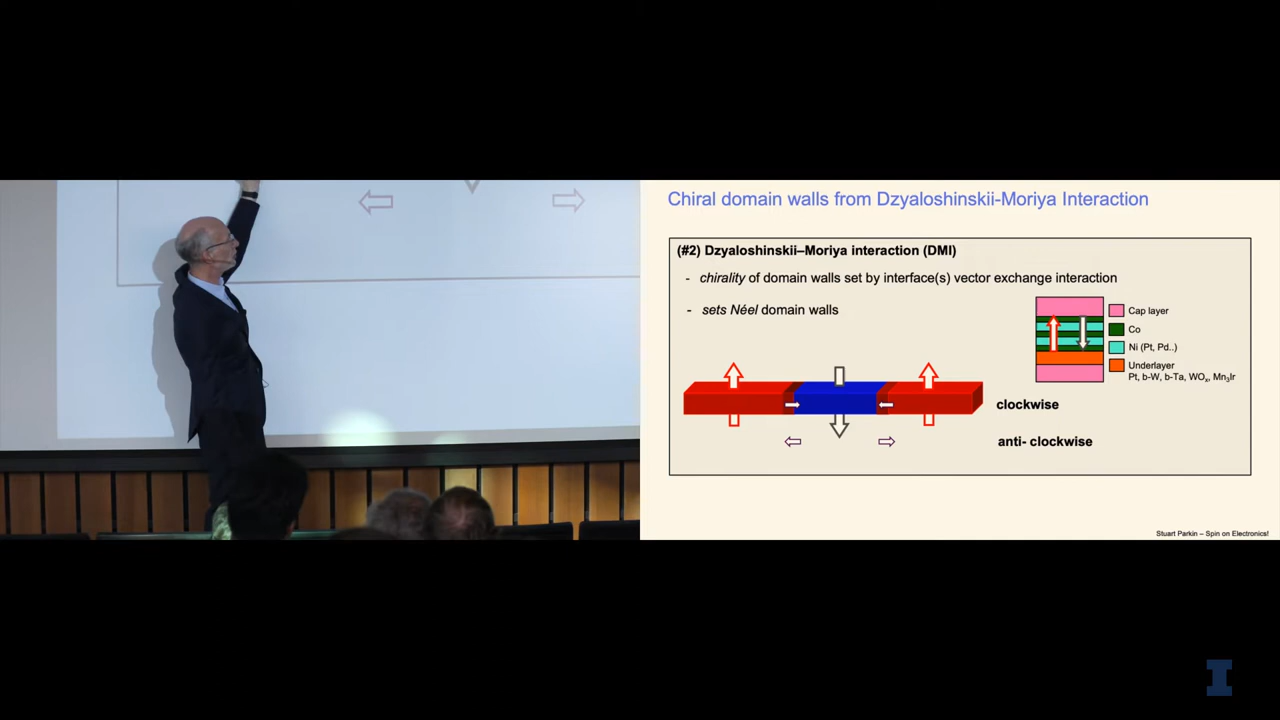 Chiral domain walls from Dzyaloshinskii-Moriya Interaction
(#2) Dzyaloshinskii–Moriya interaction (DMI)
- chirality of domain walls set by interface(s) vector exchange interaction
- sets Néel domain walls
Cap layer
Co
Ni (Pt, Pd..)
Underlayer
Pt, b-W, b-Ta, WOx, Mn3Ir
clockwise
anti- clockwise
Stuart Parkin – Spin on Electronics!
I